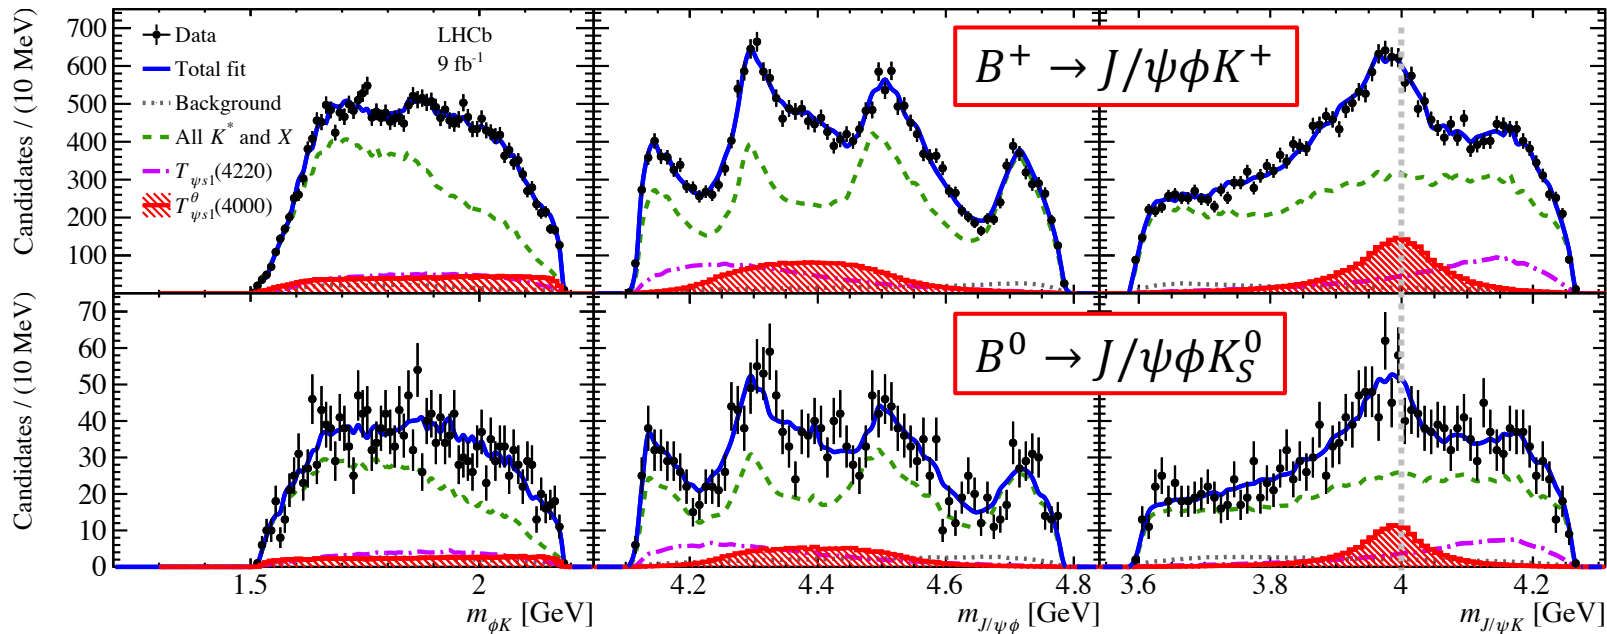 Candidates / (10 MeV)
700
600
500
400
300
200
100
Data
Total fit
Background
All K* and X
Tψs1(4220)
Tθψs1(4000)
LHCb
9 fb-1
B+ → J/ψϕK+
Candidates / (10 MeV)
70
60
50
40
30
20
10
0
B0 → J/ψϕK0S
1.5 2
mϕK [GeV]
4.2 4.4 4.6 4.8
mJ/ψϕ [GeV]
3.6 3.8 4 4.2
mJ/ψK [GeV]